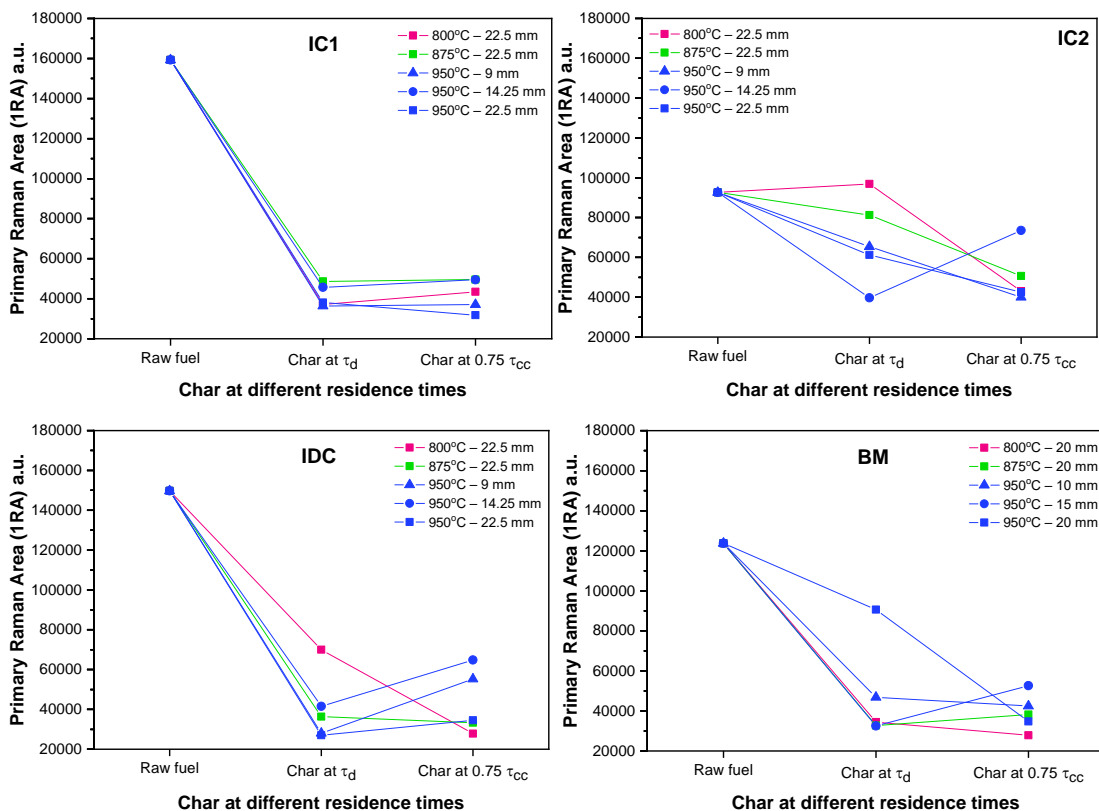 IC1
800°C – 22.5 mm
875°C – 22.5 mm
950°C – 9 mm
950°C – 14.25 mm
950°C – 22.5 mm
Primary Raman Area (1RA) a.u.
180000
160000
140000
120000
100000
80000
60000
40000
20000
Raw fuel
Char at τd
Char at 0.75 τcc
Char at different residence times
IC2
800°C – 22.5 mm
875°C – 22.5 mm
950°C – 9 mm
950°C – 14.25 mm
950°C – 22.5 mm
Primary Raman Area (1RA) a.u.
180000
160000
140000
120000
100000
80000
60000
40000
20000
Raw fuel
Char at τd
Char at 0.75 τcc
Char at different residence times
IDC
800°C – 22.5 mm
875°C – 22.5 mm
950°C – 9 mm
950°C – 14.25 mm
950°C – 22.5 mm
Primary Raman Area (1RA) a.u.
180000
160000
140000
120000
100000
80000
60000
40000
20000
Raw fuel
Char at τd
Char at 0.75 τcc
Char at different residence times
BM
800°C – 20 mm
875°C – 20 mm
950°C – 10 mm
950°C – 15 mm
950°C – 20 mm
Primary Raman Area (1RA) a.u.
180000
160000
140000
120000
100000
80000
60000
40000
20000
Raw fuel
Char at τd
Char at 0.75 τcc
Char at different residence times